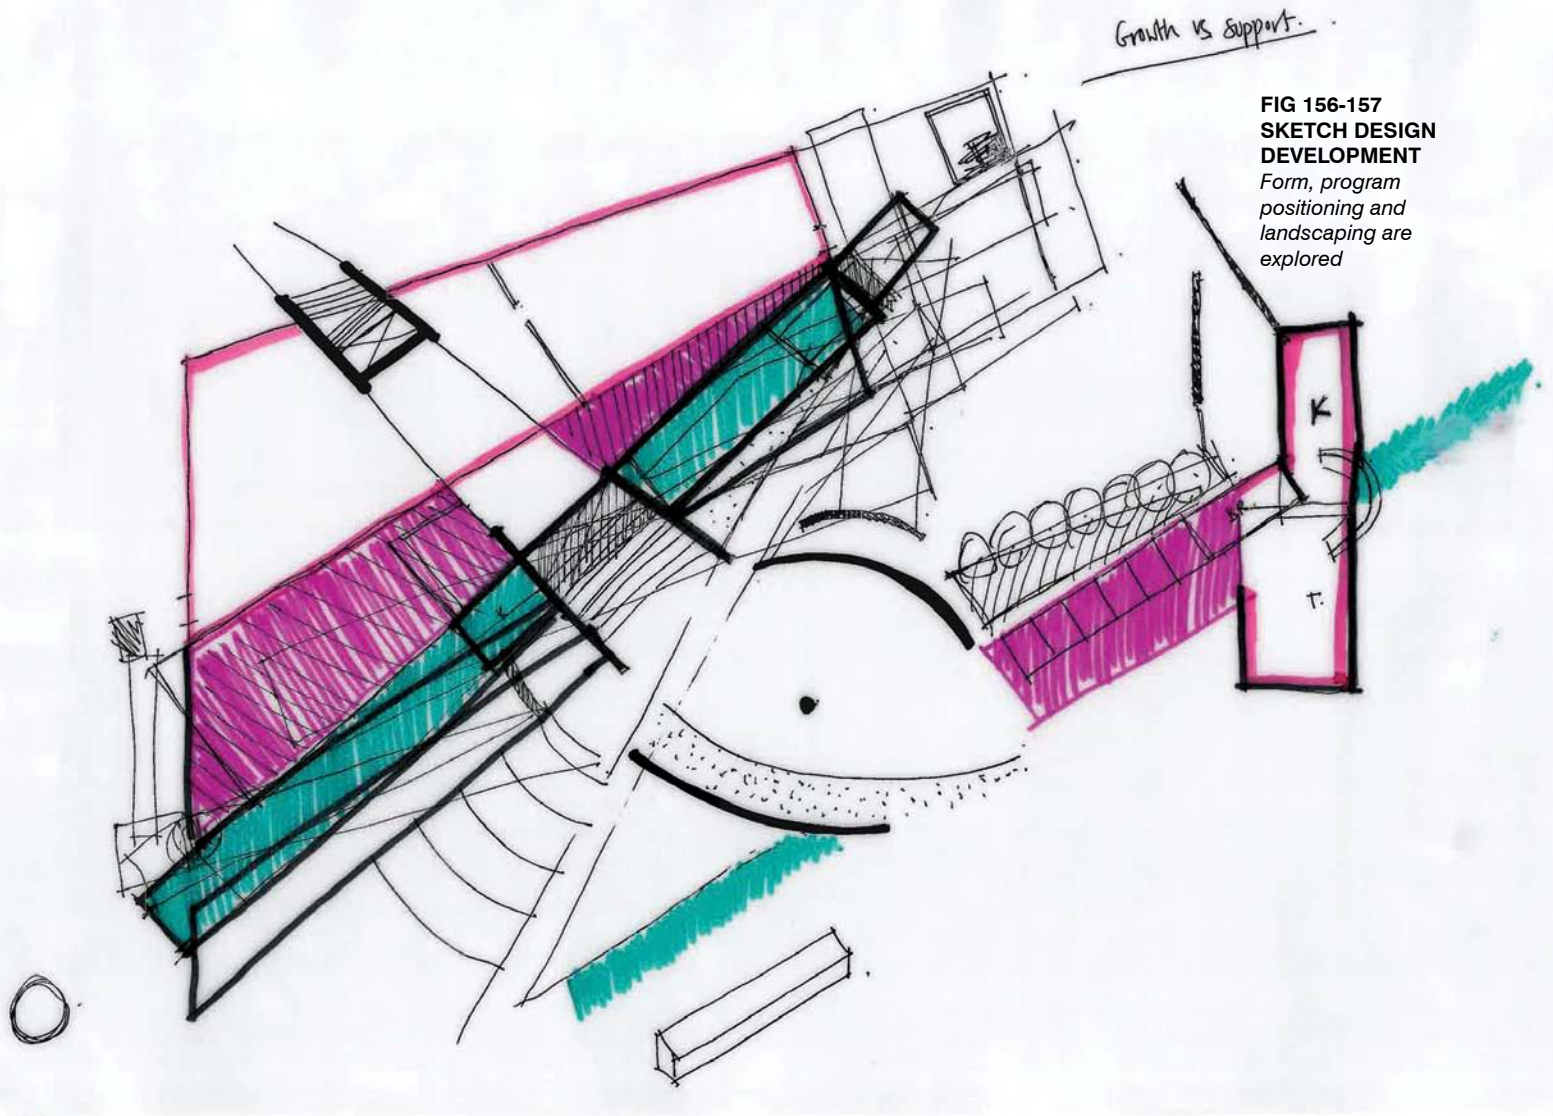 Growth vs support.
FIG 156-157
SKETCH DESIGN
DEVELOPMENT
Form, program
positioning and
landscaping are
explored
K
T.